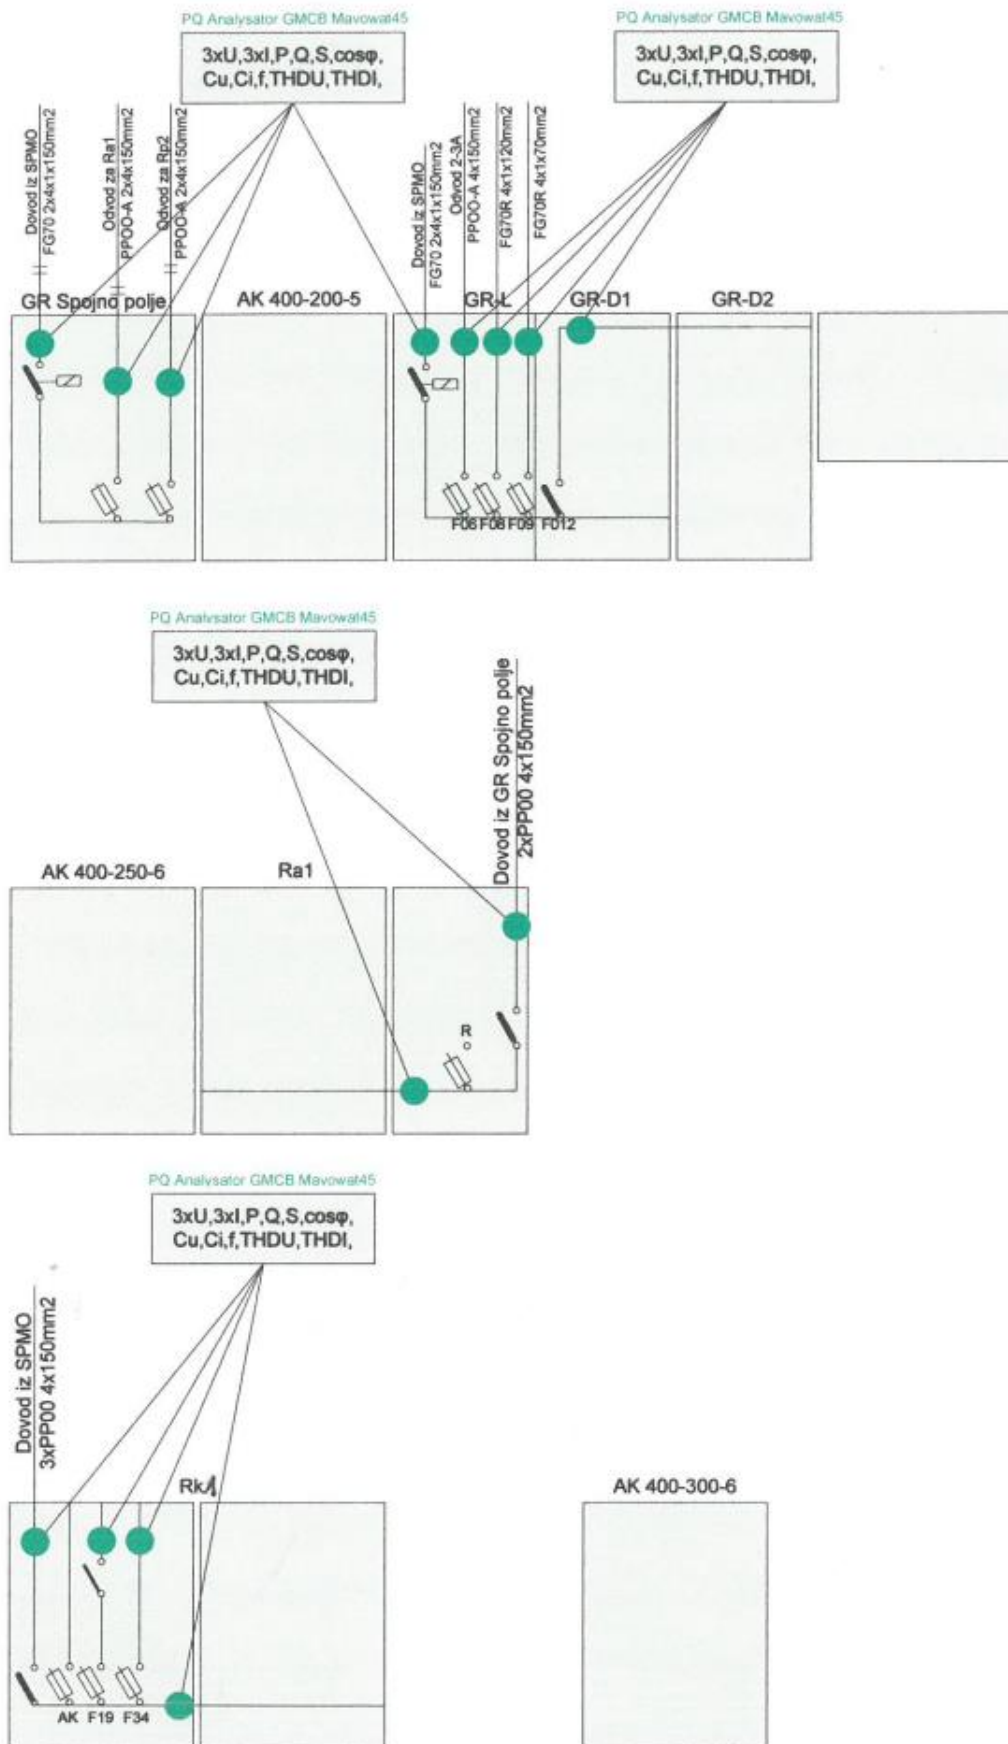 PQ Analysator GMCB Mavowat45
3xU,3xI,P,Q,S,cosφ,
Cu,Ci,f,THDU,THDI,
PQ Analysator GMCB Mavowat45
3xU,3xI,P,Q,S,cosφ,
Cu,Ci,f,THDU,THDI,
Dovod iz SPMO
FG70 2x4x1x150mm2
Odvod za Ra1
PPOO-A 2x4x150mm2
Odvod za Rp2
PPOO-A 2x4x150mm2
Dovod iz SPMO
FG70 2x4x1x150mm2
Odvod 2-3A
PPOO-A 4x150mm2
FG70R 4x1x120mm2
FG70R 4x1x70mm2
GR Spojno polje
AK 400-200-5
GR-L
GR-D1
GR-D2
F06 F08 F09 F012
PQ Analysator GMCB Mavowat45
3xU,3xI,P,Q,S,cosφ,
Cu,Ci,f,THDU,THDI,
Dovod iz GR Spojno polje
2xPP00 4x150mm2
AK 400-250-6
Ra1
R
PQ Analysator GMCB Mavowat45
3xU,3xI,P,Q,S,cosφ,
Cu,Ci,f,THDU,THDI,
Dovod iz SPMO
3xPP00 4x150mm2
Rk1
AK 400-300-6
AK F19 F34